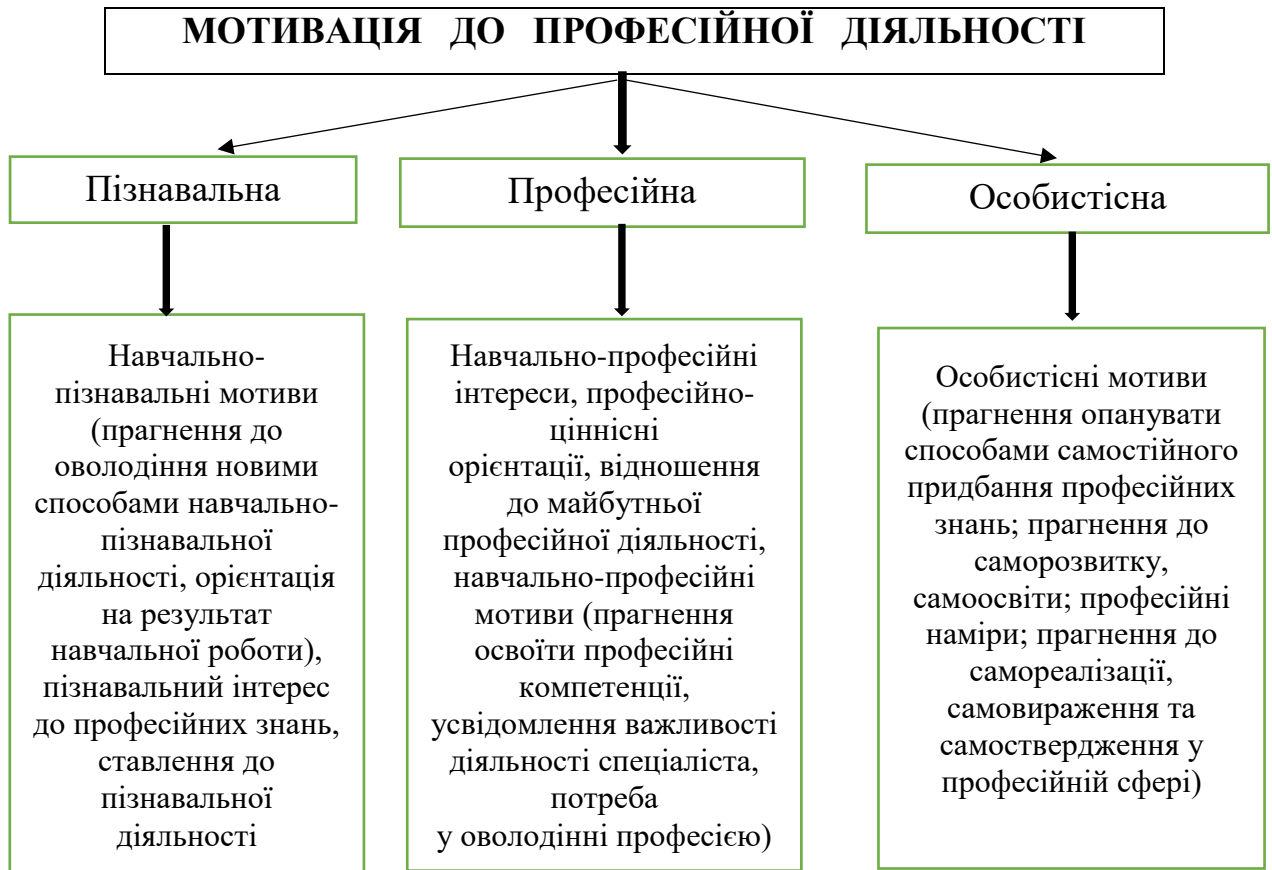 МОТИВАЦІЯ ДО ПРОФЕСІЙНОЇ ДІЯЛЬНОСТІ
Пізнавальна
Професійна
Особистісна
Навчально-
пізнавальні мотиви
(прагнення до
оволодіння новими
способами навчально-
пізнавальної
діяльності, орієнтація
на результат
навчальної роботи),
пізнавальний інтерес
до професійних знань,
ставлення до
пізнавальної
діяльності
Навчально-професійні
інтереси, професійно-
ціннісні
орієнтації, відношення
до майбутньої
професійної діяльності,
навчально-професійні
мотиви (прагнення
освоїти професійні
компетенції,
усвідомлення важливості
діяльності спеціаліста,
потреба
у оволодінні професією)
Особистісні мотиви
(прагнення опанувати
способами самостійного
придбання професійних
знань; прагнення до
саморозвитку,
самоосвіти; професійні
наміри; прагнення до
самореалізації,
самовираження та
самоствердження у
професійній сфері)